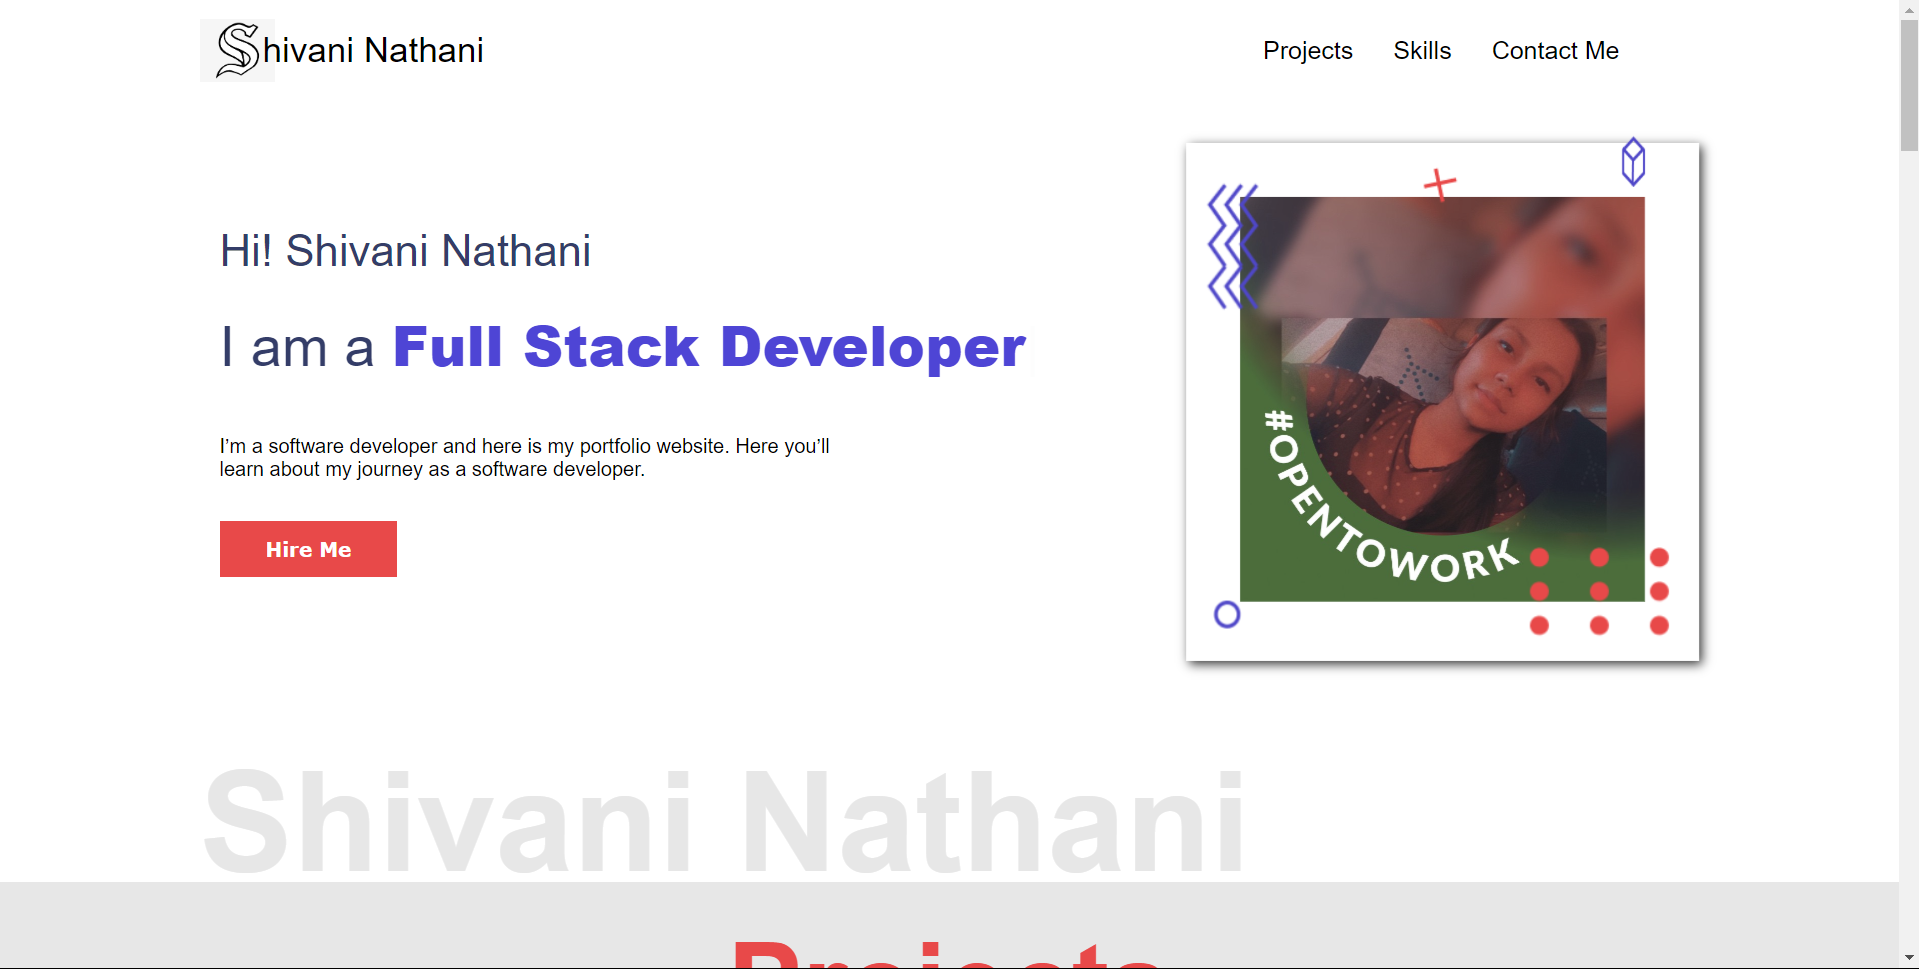 Shivani Nathani
Projects Skills Contact Me
Hi! Shivani Nathani
I am a Full Stack Developer
I'm a software developer and here is my portfolio website. Here you'll
learn about my journey as a software developer.
Hire Me
#OPENTOWORK
Shivani Nathani
Projects